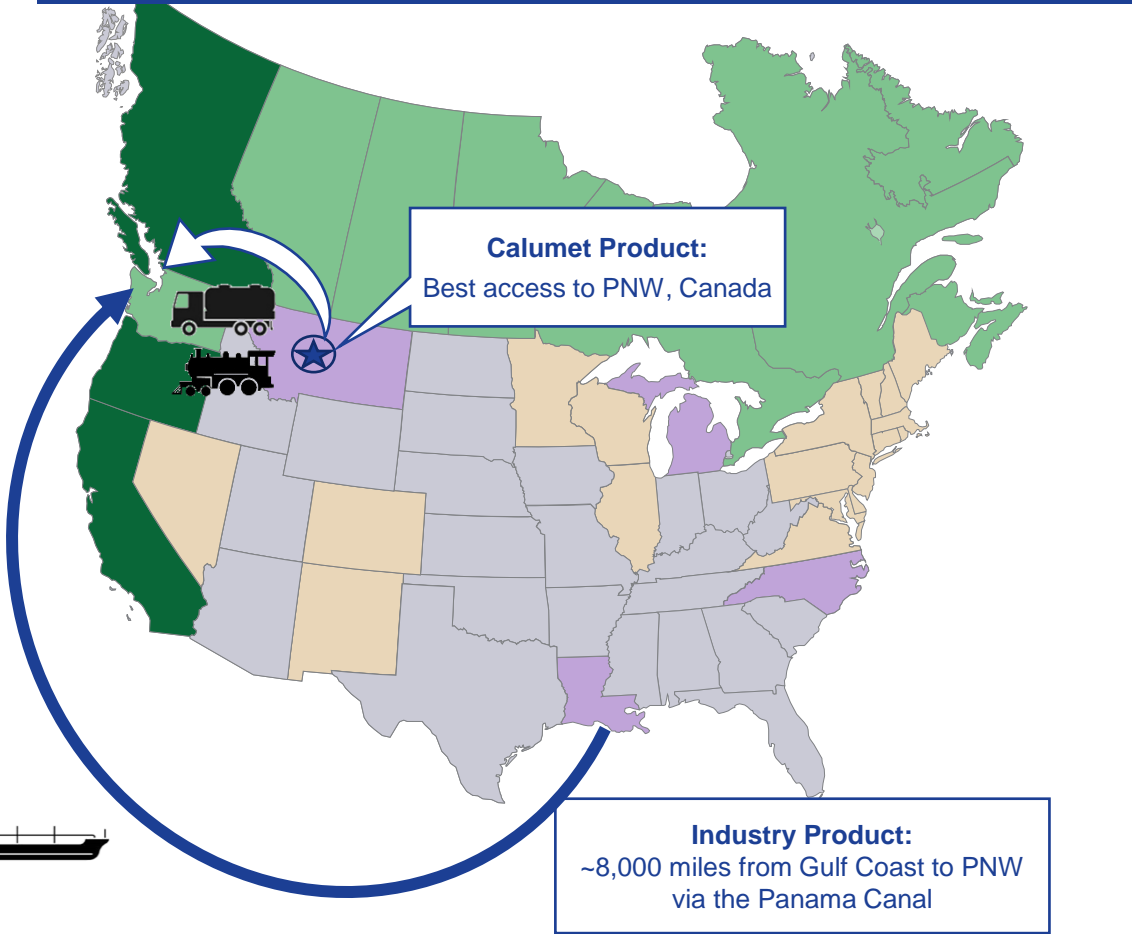 Calumet Product:
Best access to PNW, Canada
Industry Product:
~8,000 miles from Gulf Coast to PNW
via the Panama Canal